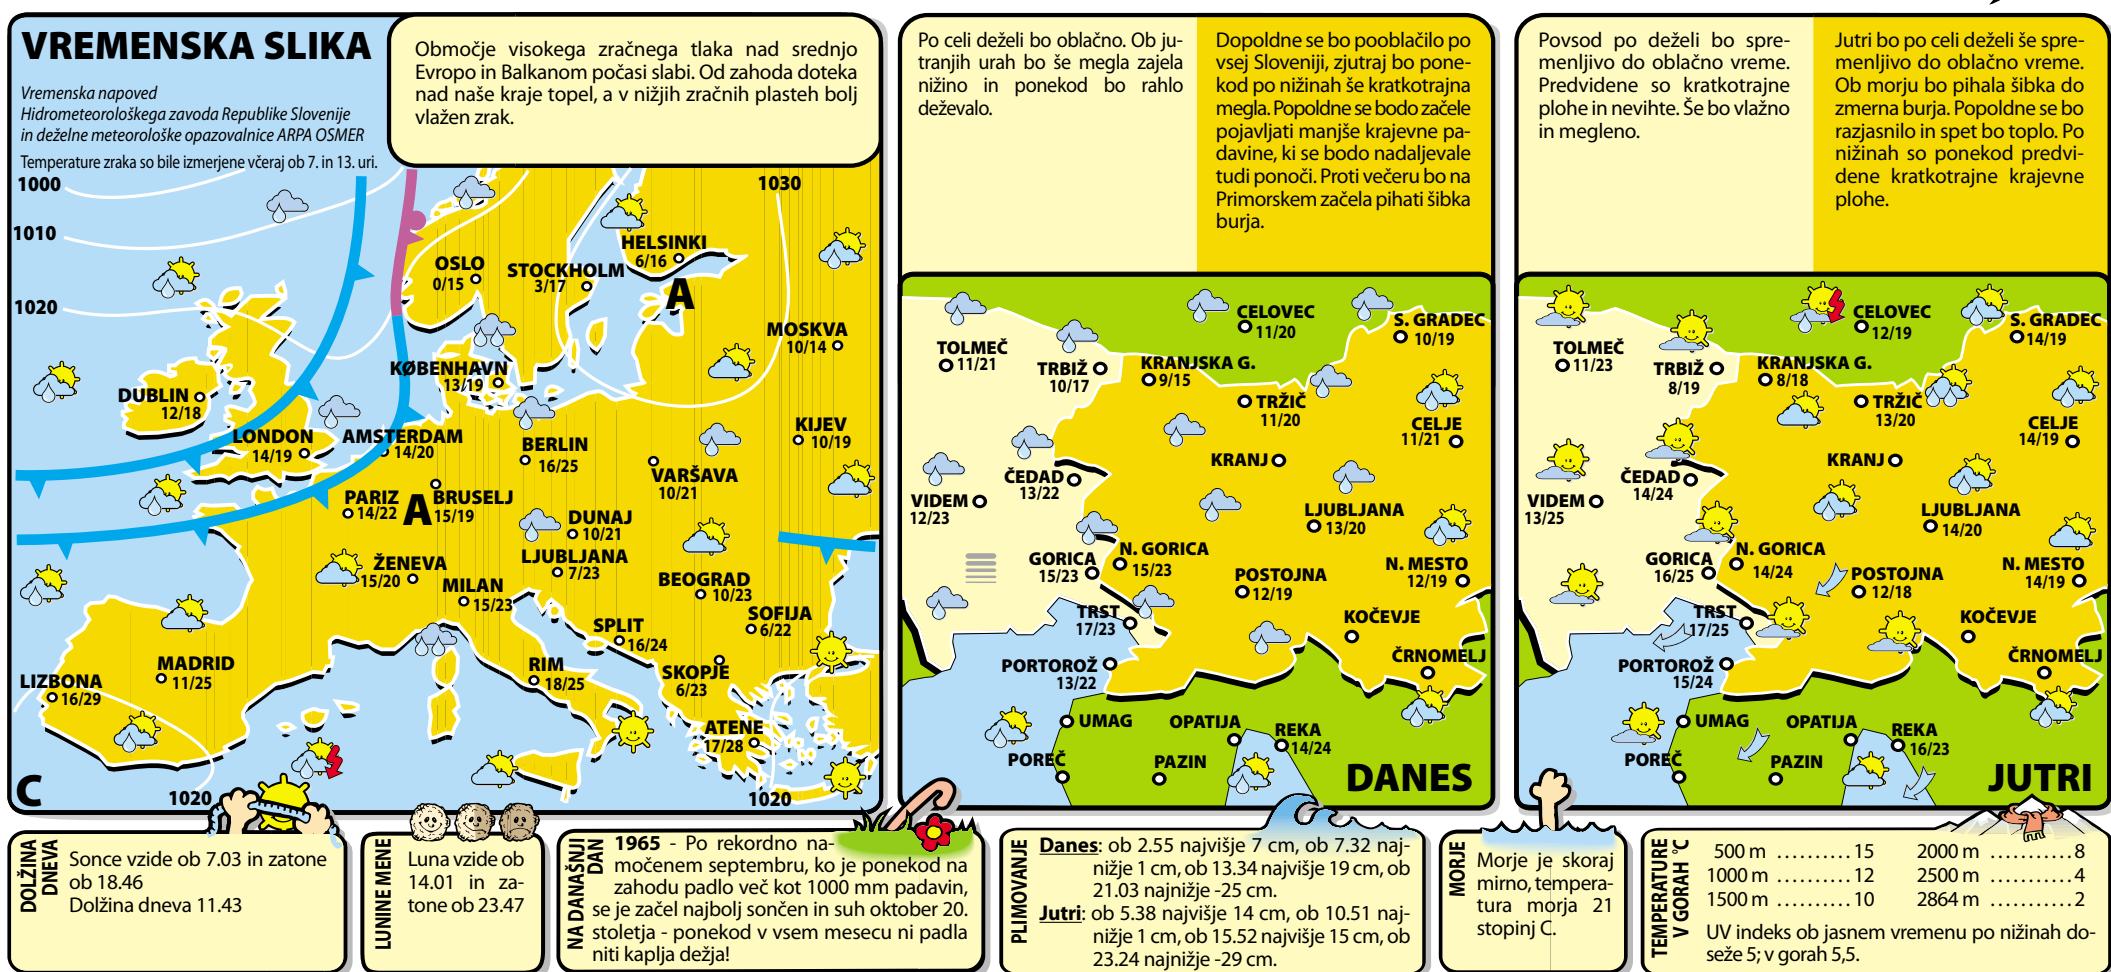 VREMENSKA SLIKA
Vremenska napoved
Hidrometeorološkega zavoda Republike Slovenije
in deželne meteorološke opazovalnice ARPA OSMER
Temperature zraka so bile izmerjene včeraj ob 7. in 13. uri.
Območje visokega zračnega tlaka nad srednjo
Evropo in Balkanom počasi slabi. Od zahoda doteka
nad naše kraje topel, a v nižjih zračnih plasteh bolj
vlažen zrak.
1000
1010
1020
1030
HELSINKI
6/16
OSLO
0/15
STOCKHOLM
3/17
A
MOSKVA
10/14
KØBENHAVN
13/19
DUBLIN
12/18
LONDON
14/19
AMSTERDAM
14/20
BERLIN
16/25
KIJEV
10/19
VARŠAVA
10/21
PARIZ
14/22
A
BRUSELJ
15/19
DUNAJ
10/21
ŽENEVA
15/20
LJUBLJANA
7/23
MILAN
15/23
BEOGRAD
10/23
SOFIJA
6/22
SPLIT
16/24
SKOPJE
6/23
MADRID
11/25
LIZBONA
16/29
RIM
18/25
ATENE
17/28
C
1020
1020
Po celi deželi bo oblačno. Ob ju-
tranjih urah bo še megla zajela
nižino in ponekod bo rahlo
deževalo.
Dopoldne se bo pooblačilo po
vsej Sloveniji, zjutraj bo pone-
kod po nižinah še kratkotrajna
megla. Popoldne se bodo začele
pojavljati manjše krajevne pa-
davine, ki se bodo nadaljevale
tudi ponoči. Proti večeru bo na
Primorskem začela pihati šibka
burja.
CELOVEC
11/20
S. GRADEC
10/19
TOLMEČ
11/21
TRBIŽ
10/17
KRANJSKA G.
9/15
TRŽIČ
11/20
CELJE
11/21
KRANJ
ČEDAD
13/22
VIDEM
12/23
LJUBLJANA
13/20
GORICA
15/23
N. GORICA
15/23
POSTOJNA
12/19
N. MESTO
12/19
TRST
17/23
KOČEVJE
PORTOROŽ
13/22
ČRNOMELJ
UMAG
OPATIJA
REKA
14/24
POREČ
PAZIN
DANES
Povsod po deželi bo spre-
menljivo do oblačno vreme.
Predvidene so kratkotrajne
plohe in nevihte. Še bo vlažno
in megleno.
Jutri bo po celi deželi še spre-
menljivo do oblačno vreme.
Ob morju bo pihala šibka do
zmerna burja. Popoldne se bo
razjasnilo in spet bo toplo. Po
nižinah so ponekod predvi-
dene kratkotrajne krajevne
plohe.
CELOVEC
12/19
S. GRADEC
14/19
TOLMEČ
11/23
TRBIŽ
8/19
KRANJSKA G.
8/18
TRŽIČ
13/20
CELJE
14/19
KRANJ
ČEDAD
14/24
VIDEM
13/25
LJUBLJANA
14/20
GORICA
16/25
N. GORICA
14/24
POSTOJNA
12/18
N. MESTO
14/19
TRST
17/25
KOČEVJE
PORTOROŽ
15/24
ČRNOMELJ
UMAG
OPATIJA
REKA
16/23
POREČ
PAZIN
JUTRI
DOLŽINA
DNEVA
Sonce vzide ob 7.03 in zatone
ob 18.46
Dolžina dneva 11.43
LUNINE MENE
Luna vzide ob
14.01 in za-
tone ob 23.47
NA DANAŠNJI
DAN
1965 - Po rekordno na-
močenem septembru, ko je ponekod na
zahodu padlo več kot 1000 mm padavin,
se je začel najbolj sončen in suh oktober 20.
stoletja - ponekod v vsem mesecu ni padla
niti kaplja dežja!
PLIMOVANJE
Danes: ob 2.55 najvišje 7 cm, ob 7.32 naj-
nižje 1 cm, ob 13.34 najvišje 19 cm, ob
21.03 najnižje -25 cm.
Jutri: ob 5.38 najvišje 14 cm, ob 10.51 naj-
nižje 1 cm, ob 15.52 najvišje 15 cm, ob
23.24 najnižje -29 cm.
MORJE
Morje je skoraj
mirno, tempera-
tura morja 21
stopinj C.
TEMPERATURE
V GORAH °C
500 m .......... 15
1000 m .......... 12
1500 m .......... 10
2000 m ........... 8
2500 m ........... 4
2864 m ........... 2
UV indeks ob jasnem vremenu po nižinah do-
seže 5; v gorah 5,5.